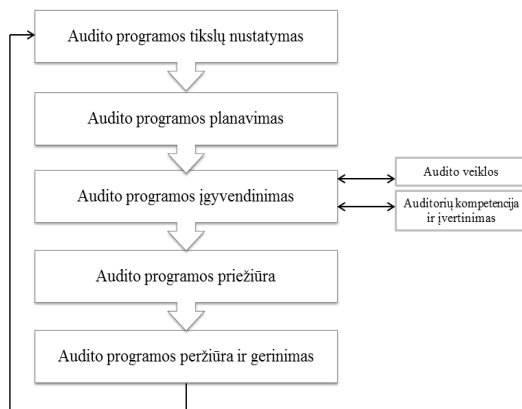 Audito programos tikslų nustatymas
Audito programos planavimas
Audito programos įgyvendinimas
Audito veiklos
Auditorių kompetencija
ir įvertinimas
Audito programos priežiūra
Audito programos peržiūra ir gerinimas